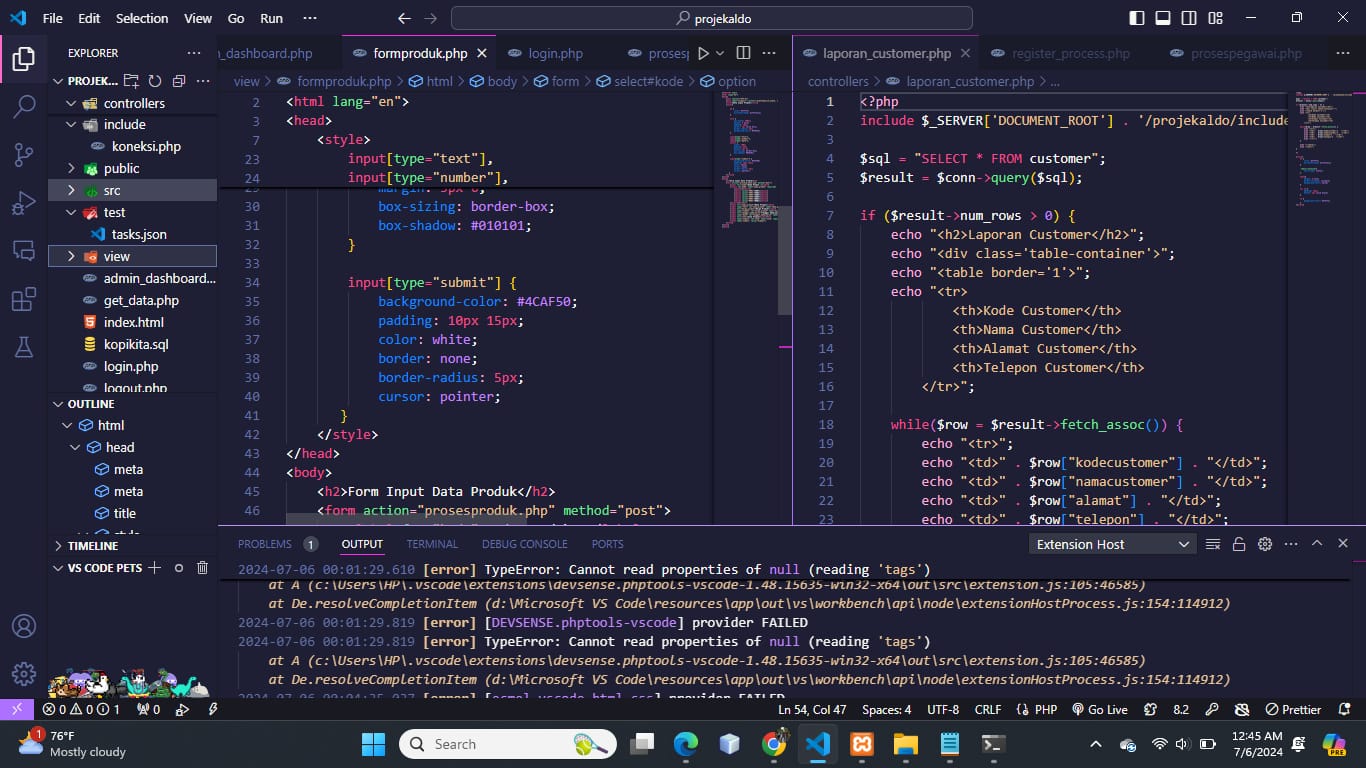 File Edit Selection View Go Run ··· projekaldo
EXPLORER
PROJEK...
controllers
include
koneksi.php
public
src
test
tasks.json
view
admin_dashboard...
get_data.php
index.html
kopikita.sql
login.php
logout.php
OUTLINE
html
head
meta
meta
title
style
TIMELINE
VS CODE PETS
_dashboard.php formproduk.php login.php proses
view > formproduk.php > html > body > form > select#kode > option
2 <html lang="en">
3 <head>
7 <style>
23 input[type="text"],
24 input[type="number"],
29 margin: 5px 0;
30 box-sizing: border-box;
31 box-shadow: #010101;
32 }
33
34 input[type="submit"] {
35 background-color: #4CAF50;
36 padding: 10px 15px;
37 color: white;
38 border: none;
39 border-radius: 5px;
40 cursor: pointer;
41 }
42 </style>
43 </head>
44 <body>
45 <h2>Form Input Data Produk</h2>
46 <form action="prosesproduk.php" method="post">
laporan_customer.php register_process.php prosespegawai.php
controllers > laporan_customer.php > ...
1 <?php
2 include $_SERVER['DOCUMENT_ROOT'] . '/projekaldo/include
3
4 $sql = "SELECT * FROM customer";
5 $result = $conn->query($sql);
6
7 if ($result->num_rows > 0) {
8 echo "<h2>Laporan Customer</h2>";
9 echo "<div class='table-container'>";
10 echo "<table border='1'>";
11 echo "<tr>
12 <th>Kode Customer</th>
13 <th>Nama Customer</th>
14 <th>Alamat Customer</th>
15 <th>Telepon Customer</th>
16 </tr>";
17
18 while($row = $result->fetch_assoc()) {
19 echo "<tr>";
20 echo "<td>" . $row["kodecustomer"] . "</td>";
21 echo "<td>" . $row["namacustomer"] . "</td>";
22 echo "<td>" . $row["alamat"] . "</td>";
23 echo "<td>" . $row["telepon"] . "</td>";
PROBLEMS 1 OUTPUT TERMINAL DEBUG CONSOLE PORTS Extension Host
2024-07-06 00:01:29.610 [error] TypeError: Cannot read properties of null (reading 'tags')
at A (c:\Users\HP\.vscode\extensions\devsense.phptools-vscode-1.48.15635-win32-x64\out\src\extension.js:105:46585)
at De.resolveCompletionItem (d:\Microsoft VS Code\resources\app\out\vs\workbench\api\node\extensionHostProcess.js:154:114912)
2024-07-06 00:01:29.819 [error] [DEVSENSE.phptools-vscode] provider FAILED
2024-07-06 00:01:29.819 [error] TypeError: Cannot read properties of null (reading 'tags')
at A (c:\Users\HP\.vscode\extensions\devsense.phptools-vscode-1.48.15635-win32-x64\out\src\extension.js:105:46585)
at De.resolveCompletionItem (d:\Microsoft VS Code\resources\app\out\vs\workbench\api\node\extensionHostProcess.js:154:114912)
2024-07-06 00:04:25.027 [error] [ecmel.vscode-html-css] provider FAILED
0 0 1 0 Ln 54, Col 47 Spaces: 4 UTF-8 CRLF PHP Go Live 8.2 Prettier
1
76°F
Mostly cloudy
Search
PRE
12:45 AM
7/6/2024